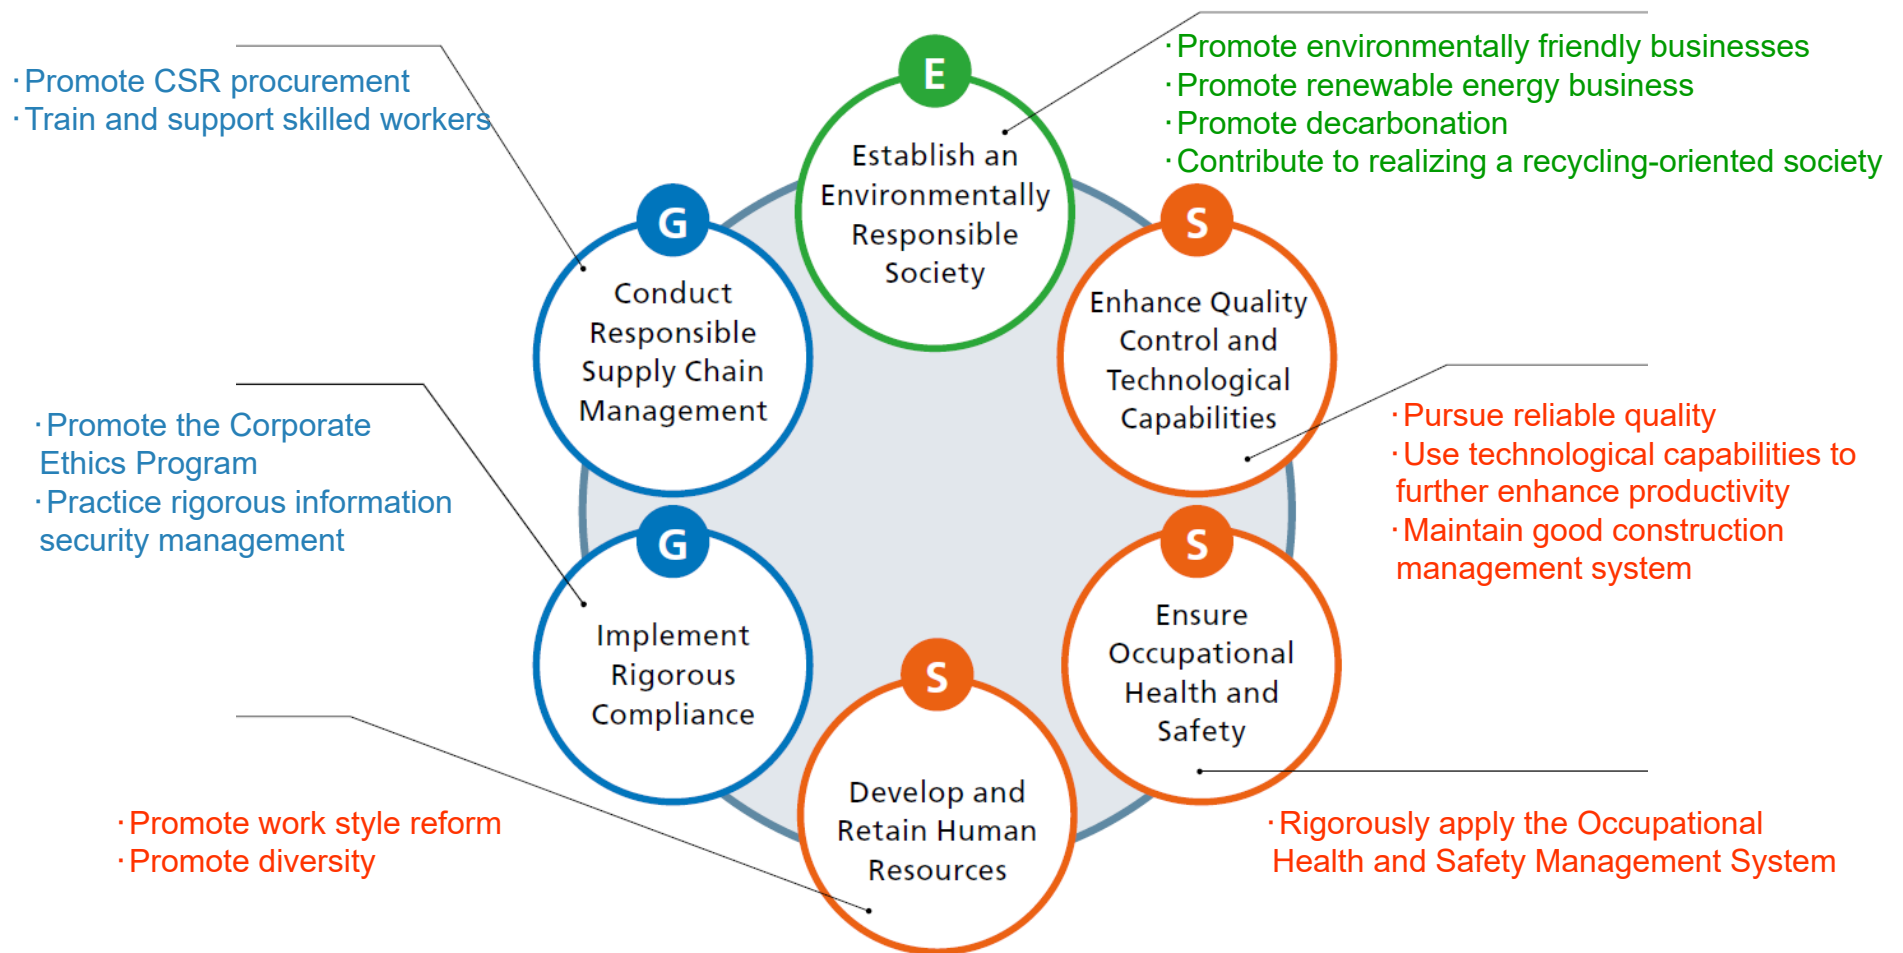 ·Promote CSR procurement
·Train and support skilled workers
E
Establish an
Environmentally
Responsible
Society
·Promote environmentally friendly businesses
·Promote renewable energy business
·Promote decarbonation
·Contribute to realizing a recycling-oriented society
G
Conduct
Responsible
Supply Chain
Management
S
Enhance Quality
Control and
Technological
Capabilities
·Pursue reliable quality
·Use technological capabilities to
further enhance productivity
·Maintain good construction
management system
·Promote the Corporate
Ethics Program
·Practice rigorous information
security management
G
Implement
Rigorous
Compliance
S
Ensure
Occupational
Health and
Safety
·Rigorously apply the Occupational
Health and Safety Management System
S
Develop and
Retain Human
Resources
·Promote work style reform
·Promote diversity